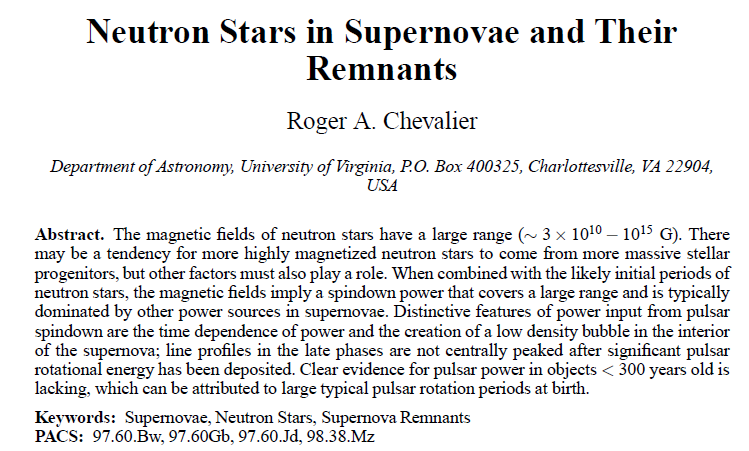 Neutron Stars in Supernovae and Their
Remnants
Roger A. Chevalier
Department of Astronomy, University of Virginia, P.O. Box 400325, Charlottesville, VA 22904,
USA
Abstract. The magnetic fields of neutron stars have a large range (∼ 3 × 10¹⁰ – 10¹⁵ G). There
may be a tendency for more highly magnetized neutron stars to come from more massive stellar
progenitors, but other factors must also play a role. When combined with the likely initial periods of
neutron stars, the magnetic fields imply a spindown power that covers a large range and is typically
dominated by other power sources in supernovae. Distinctive features of power input from pulsar
spindown are the time dependence of power and the creation of a low density bubble in the interior
of the supernova; line profiles in the late phases are not centrally peaked after significant pulsar
rotational energy has been deposited. Clear evidence for pulsar power in objects < 300 years old is
lacking, which can be attributed to large typical pulsar rotation periods at birth.
Keywords: Supernovae, Neutron Stars, Supernova Remnants
PACS: 97.60.Bw, 97.60Gb, 97.60.Jd, 98.38.Mz